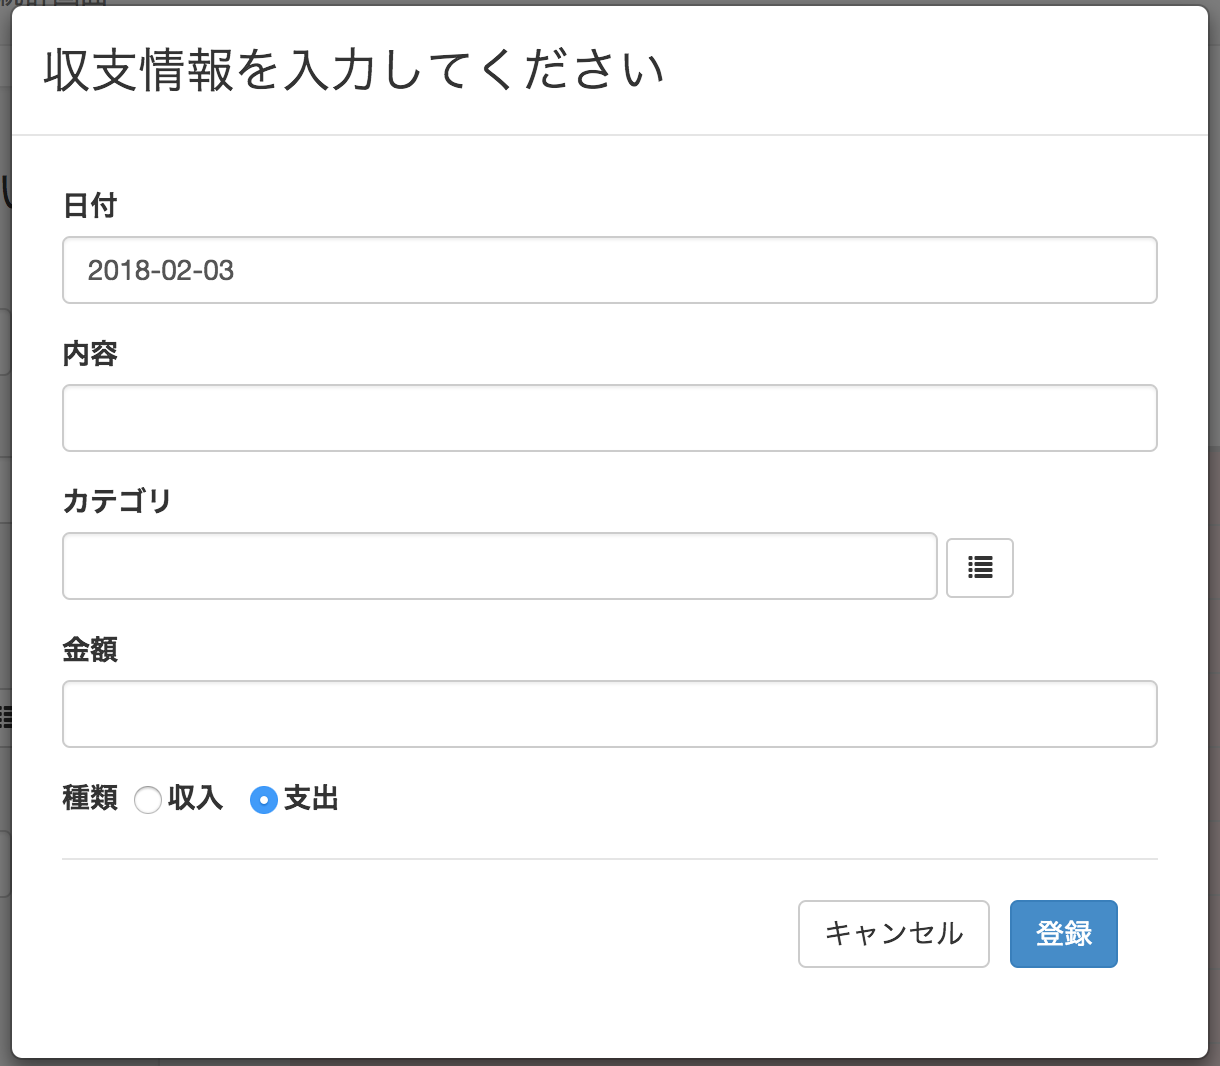 収支情報を入力してください
日付
2018-02-03
内容
カテゴリ
金額
種類 収入 支出
キャンセル 登録